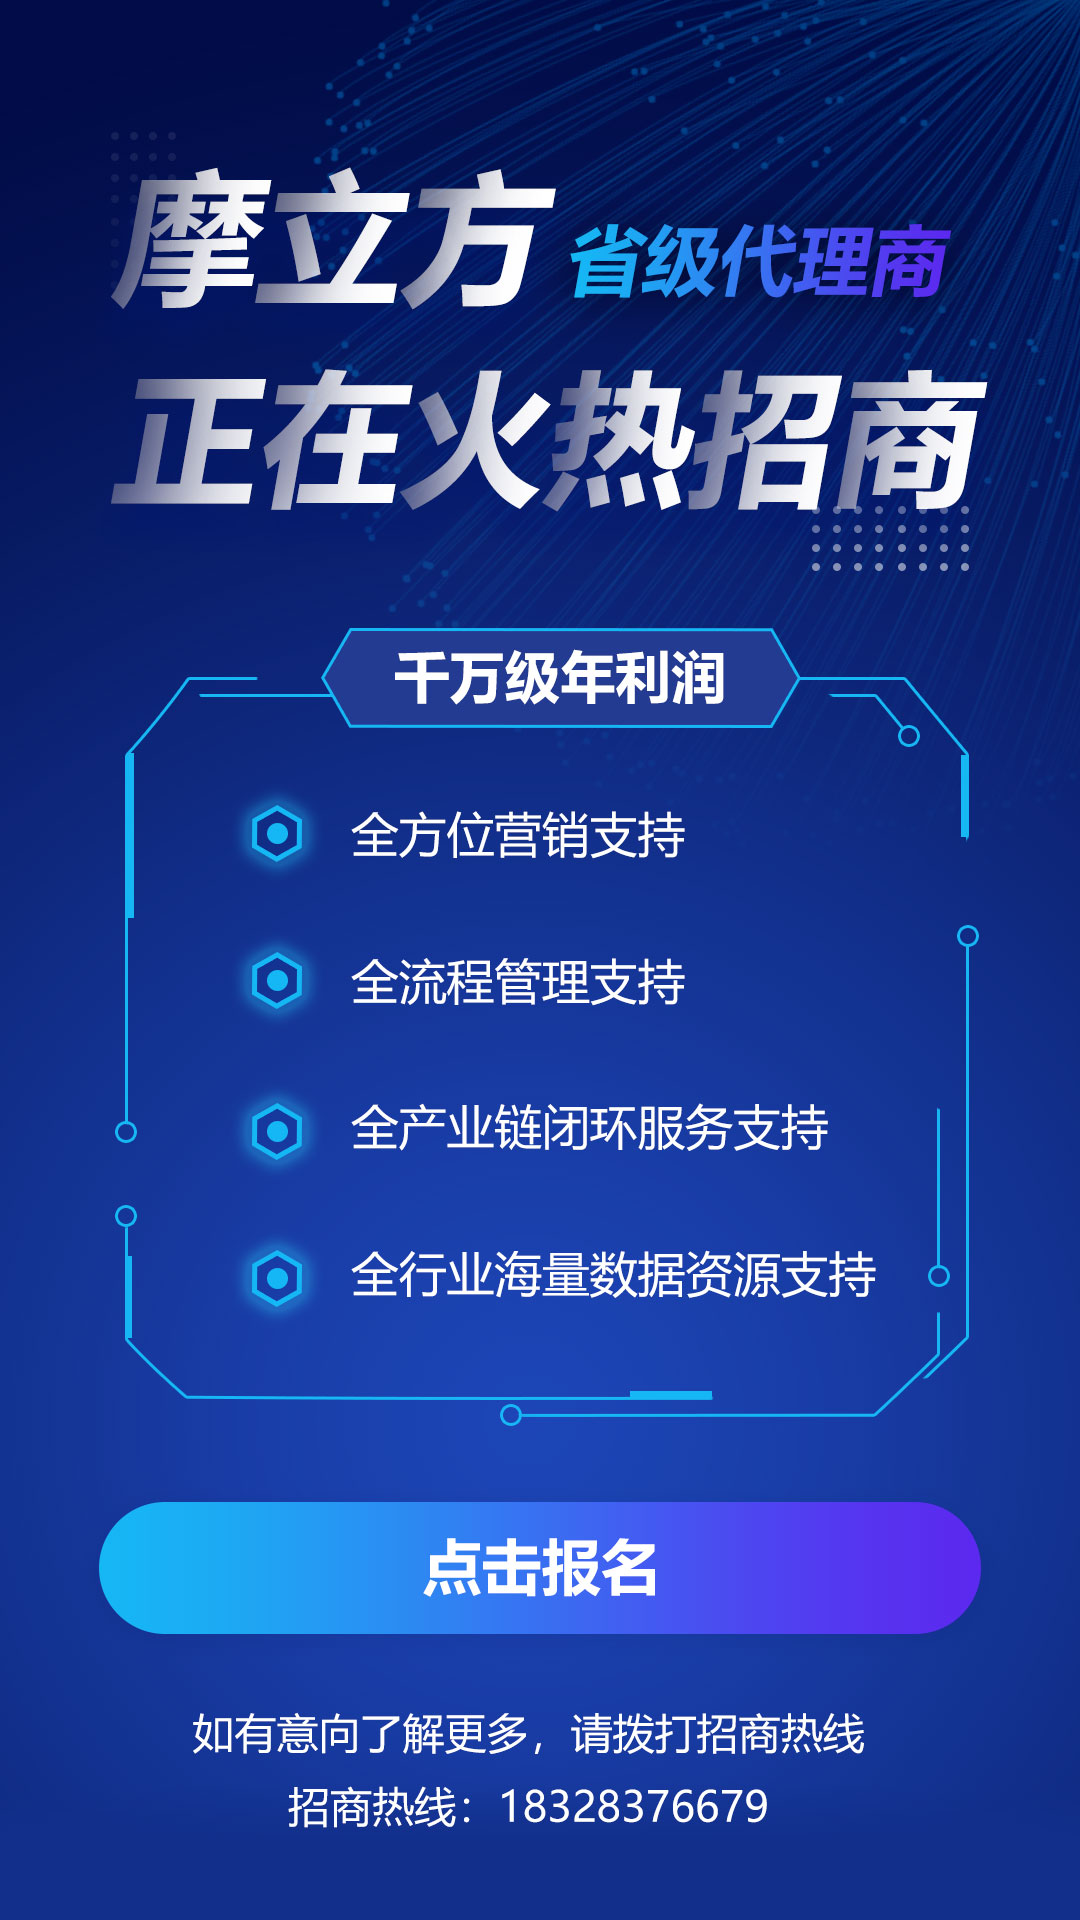 摩立方 省级代理商
正在火热招商
千万级年利润
全方位营销支持
全流程管理支持
全产业链闭环服务支持
全行业海量数据资源支持
点击报名
如有意向了解更多，请拨打招商热线
招商热线：18328376679